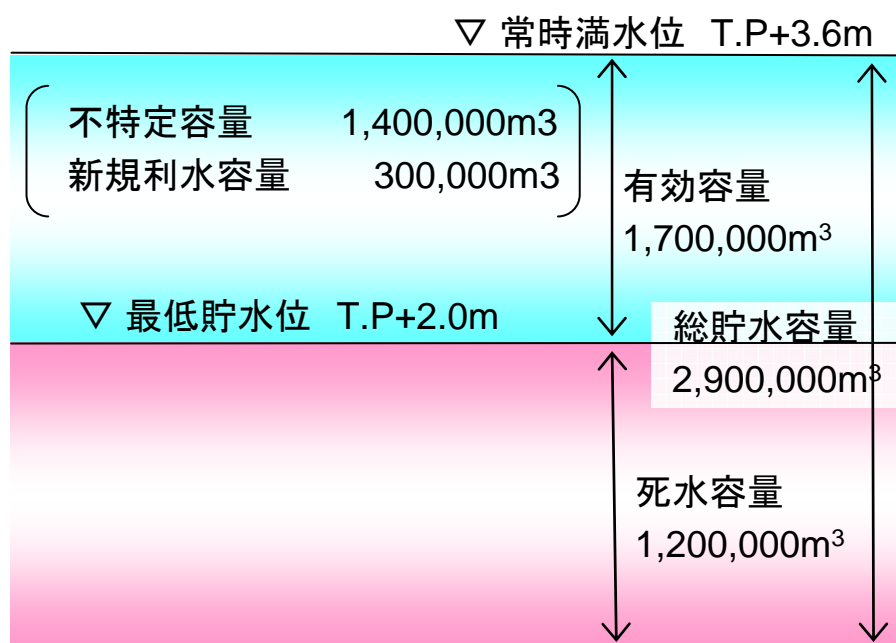 ▽ 常時満水位 T.P+3.6m
不特定容量 1,400,000m3
新規利水容量 300,000m3
有効容量
1,700,000m³
▽ 最低貯水位 T.P+2.0m
総貯水容量
2,900,000m³
死水容量
1,200,000m³